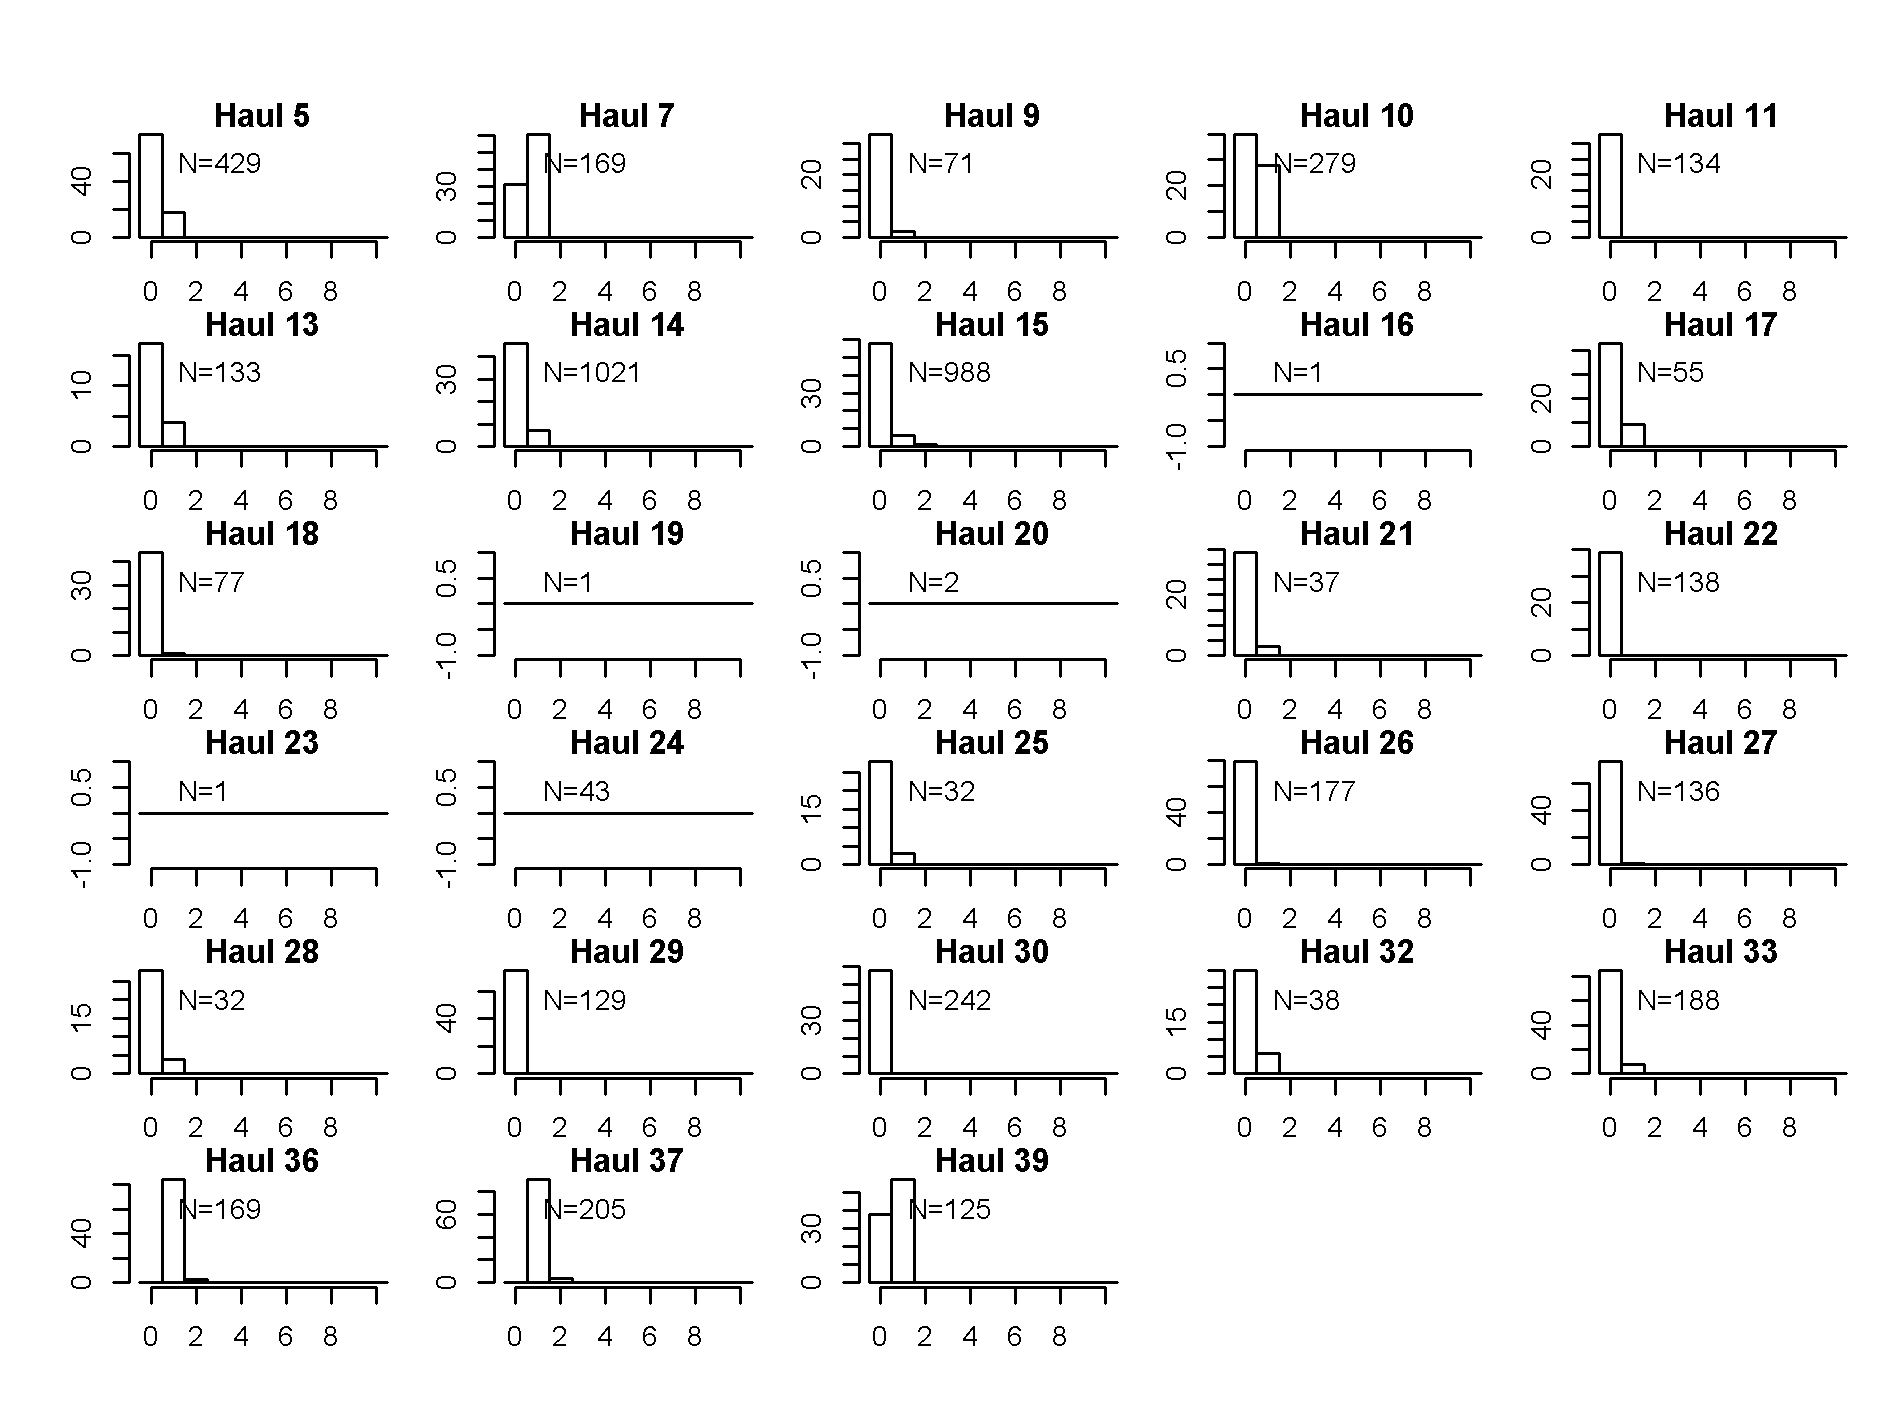 Haul 5 Haul 7 Haul 9 Haul 10 Haul 11
N=429 N=169 N=71 N=279 N=134
0 40 0 30 0 20 0 20 0 20
0 2 4 6 8 0 2 4 6 8 0 2 4 6 8 0 2 4 6 8 0 2 4 6 8
Haul 13 Haul 14 Haul 15 Haul 16 Haul 17
N=133 N=1021 N=988 N=1 N=55
0 10 0 30 0 30 -1.0 0.5 0 20
0 2 4 6 8 0 2 4 6 8 0 2 4 6 8 0 2 4 6 8 0 2 4 6 8
Haul 18 Haul 19 Haul 20 Haul 21 Haul 22
N=77 N=1 N=2 N=37 N=138
0 30 -1.0 0.5 -1.0 0.5 0 20 0 20
0 2 4 6 8 0 2 4 6 8 0 2 4 6 8 0 2 4 6 8 0 2 4 6 8
Haul 23 Haul 24 Haul 25 Haul 26 Haul 27
N=1 N=43 N=32 N=177 N=136
-1.0 0.5 -1.0 0.5 0 15 0 40 0 40
0 2 4 6 8 0 2 4 6 8 0 2 4 6 8 0 2 4 6 8 0 2 4 6 8
Haul 28 Haul 29 Haul 30 Haul 32 Haul 33
N=32 N=129 N=242 N=38 N=188
0 15 0 40 0 30 0 15 0 40
0 2 4 6 8 0 2 4 6 8 0 2 4 6 8 0 2 4 6 8 0 2 4 6 8
Haul 36 Haul 37 Haul 39
N=169 N=205 N=125
0 40 0 60 0 30
0 2 4 6 8 0 2 4 6 8 0 2 4 6 8